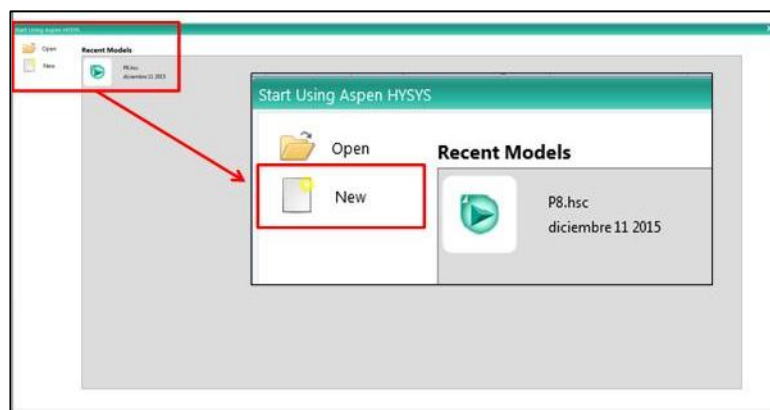 Start Using Aspen HYSYS
Open
Recent Models
New
P8.hsc
diciembre 11 2015
Start Using Aspen HYSYS
Open
Recent Models
New
P8.hsc
diciembre 11 2015